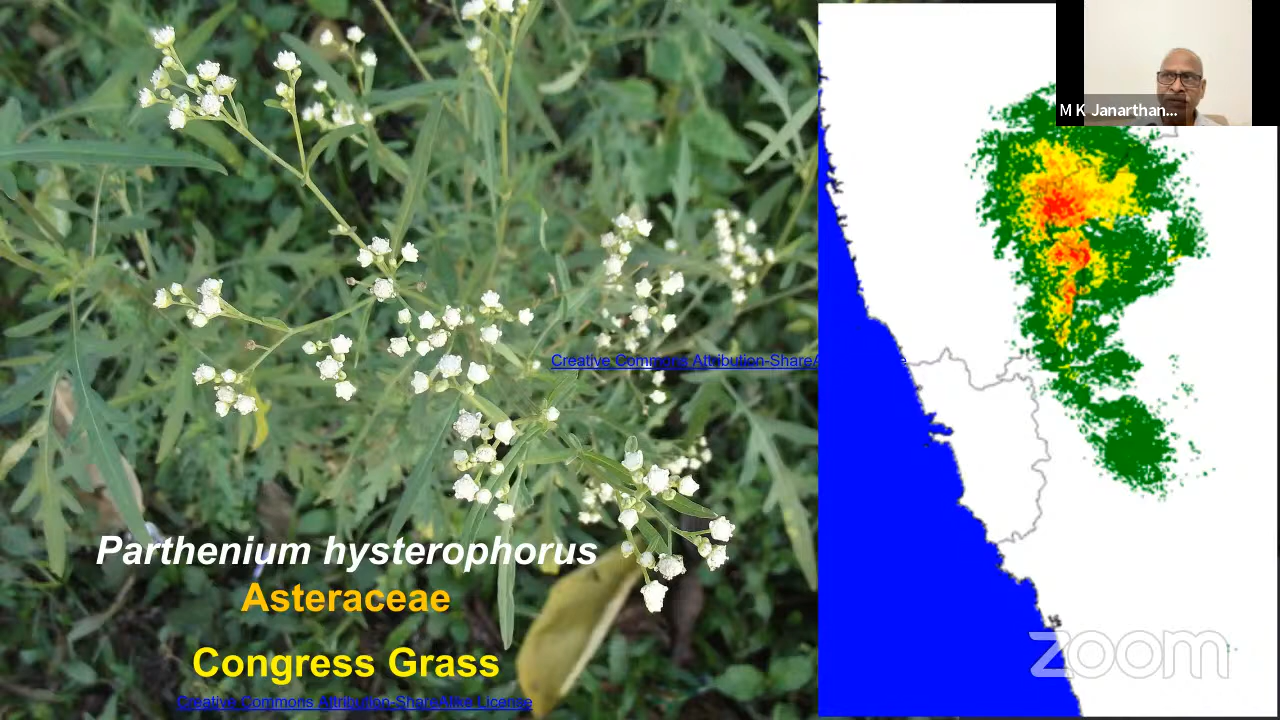 M K Janarthan...
Creative Commons Attribution-ShareA
Parthenium hysterophorus
Asteraceae
Congress Grass
Creative Commons Attribution-ShareAlike License
zoom